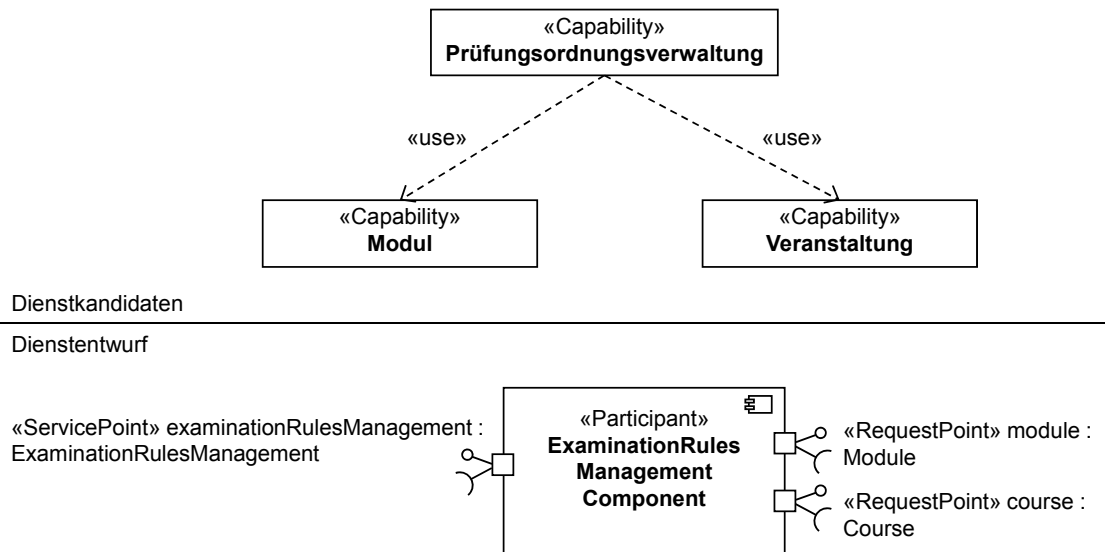 «Capability»
Prüfungsordnungsverwaltung
«use»
«use»
«Capability»
Modul
«Capability»
Veranstaltung
Dienstkandidaten
Dienstentwurf
«ServicePoint» examinationRulesManagement :
ExaminationRulesManagement
«Participant»
ExaminationRules
Management
Component
«RequestPoint» module :
Module
«RequestPoint» course :
Course